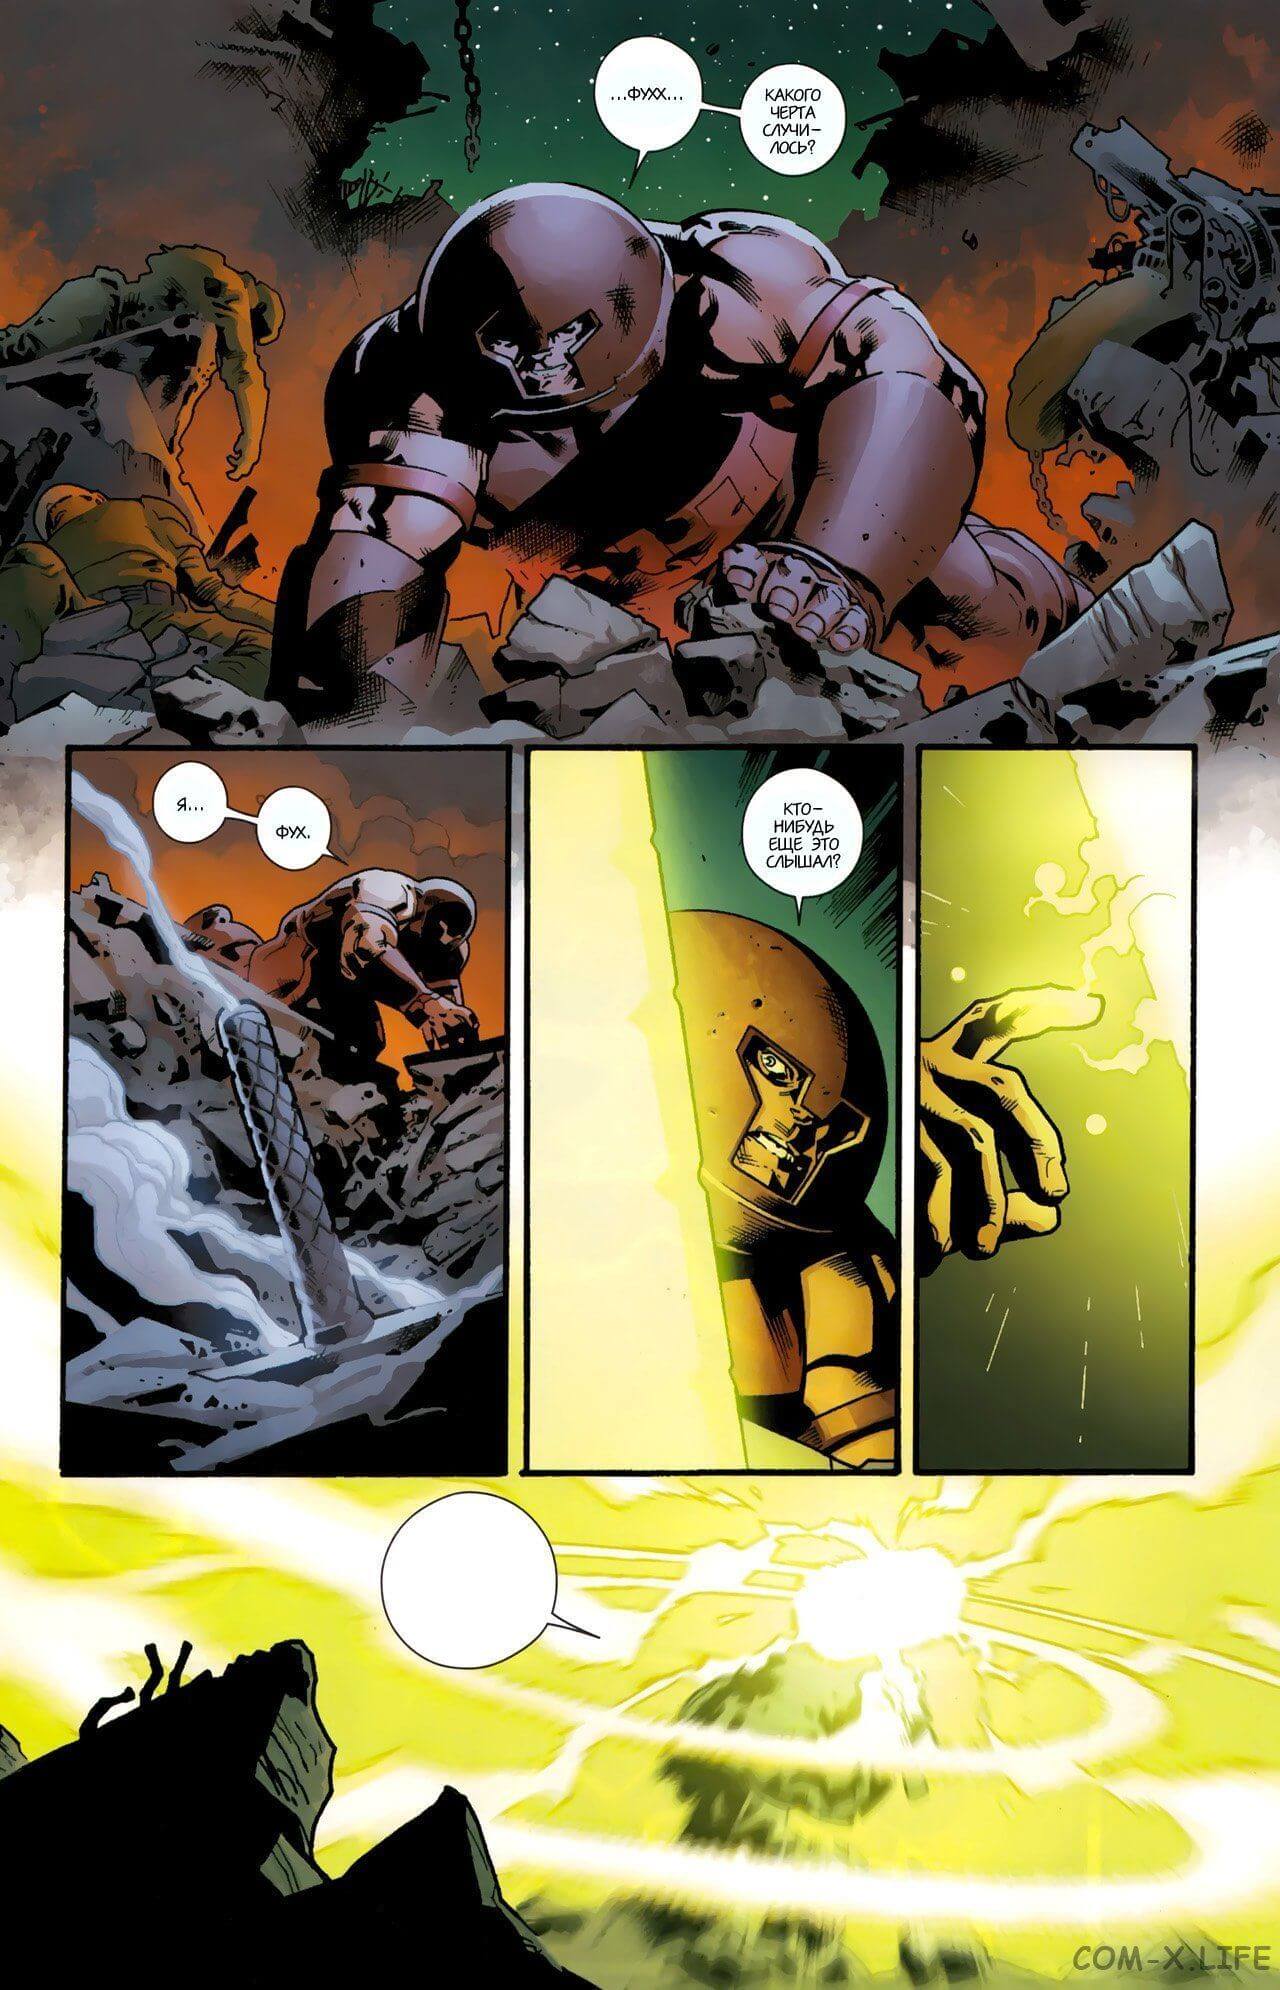 ...ФУХХ...
КАКОГО
ЧЕРТА
СЛУЧИ-
ЛОСЬ?
Я...
ФУХ.
КТО-
НИБУДЬ
ЕЩЕ ЭТО
СЛЫШАЛ?
COM-X.LIFE